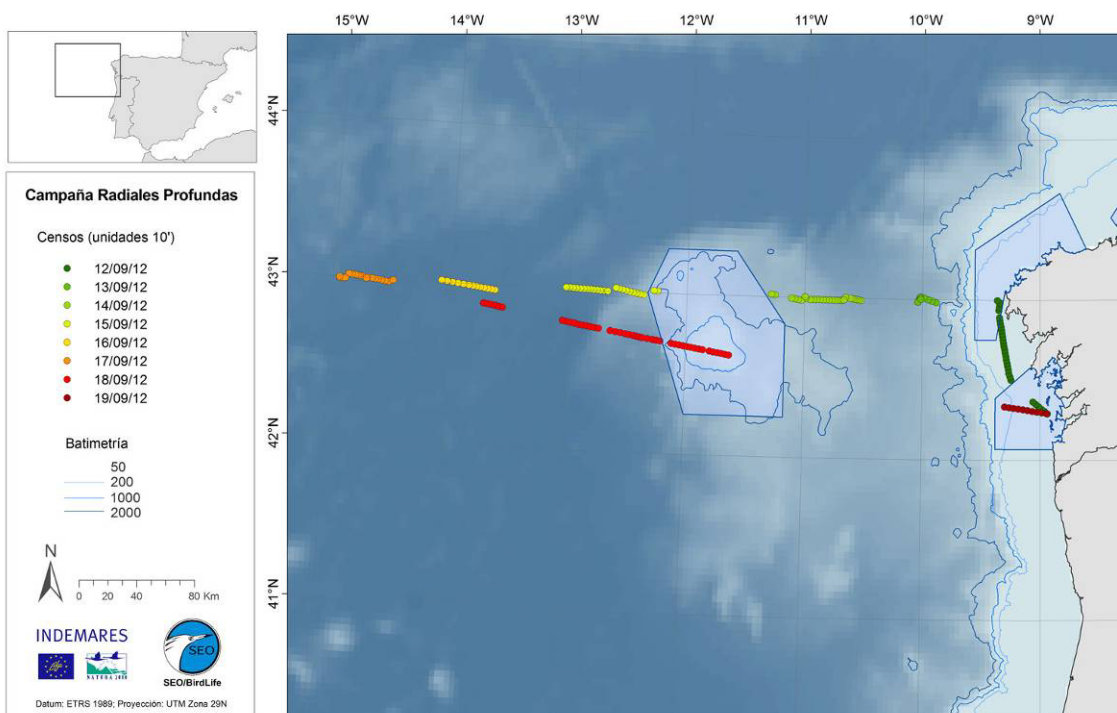 15°W 14°W 13°W 12°W 11°W 10°W 9°W
44°N
43°N
42°N
41°N
Campaña Radiales Profundas
Censos (unidades 10')
12/09/12
13/09/12
14/09/12
15/09/12
16/09/12
17/09/12
18/09/12
19/09/12
Batimetría
50
200
1000
2000
N
0 20 40 80 Km
INDEMARES
NATURA 2000
SEO
SEO/BirdLife
Datum: ETRS 1989; Proyección: UTM Zona 29N